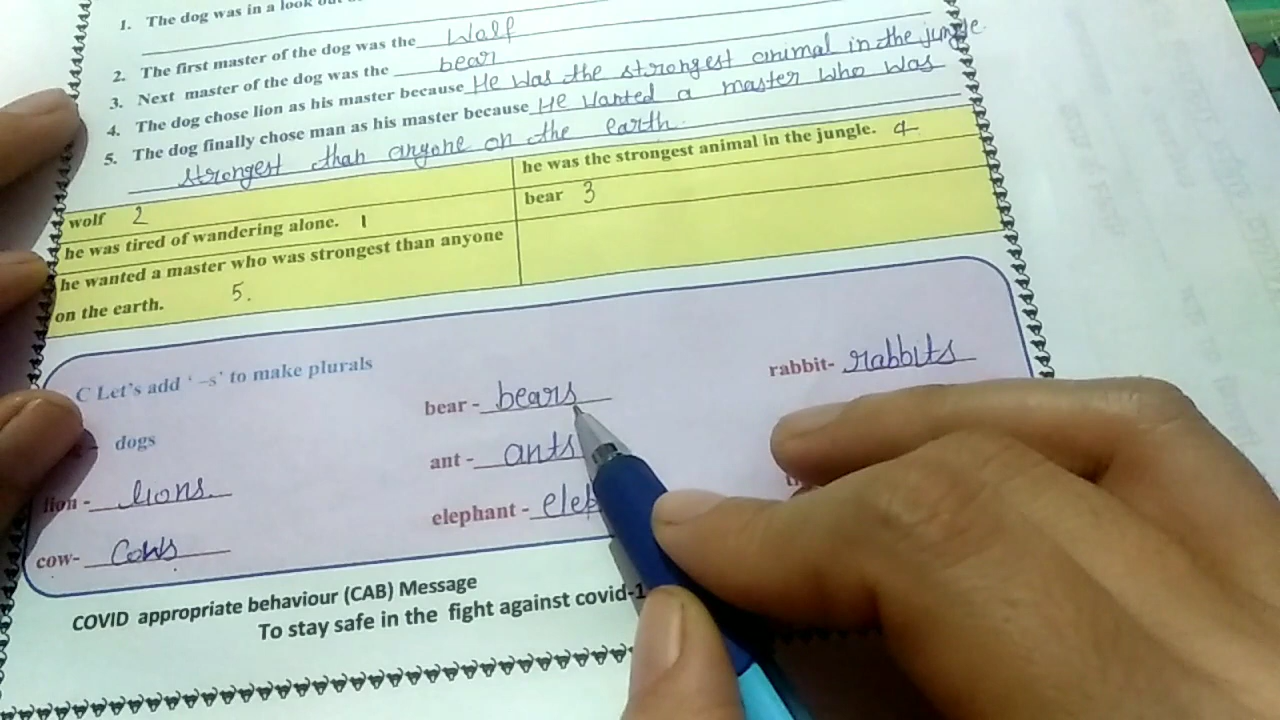 1. The dog was in a look out
2. The first master of the dog was the Wolf
3. Next master of the dog was the bear
4. The dog chose lion as his master because He was the strongest animal in the jungle.
5. The dog finally chose man as his master because He wanted a master who was
strongest than anyone on the earth.
wolf 2
he was the strongest animal in the jungle. 4
he was tired of wandering alone. 1
bear 3
he wanted a master who was strongest than anyone
on the earth. 5.
C Let's add ' –s' to make plurals
dogs
lion - lions
cow- cows
bear - bears
ant - ants
elephant - elep
rabbit- rabbits
COVID appropriate behaviour (CAB) Message
To stay safe in the fight against covid-1